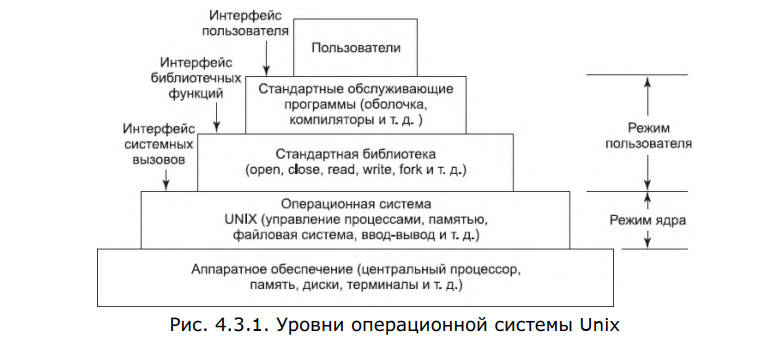 Интерфейс
пользователя
Пользователи
Интерфейс
библиотечных
функций
Стандартные обслуживающие
программы (оболочка,
компиляторы и т. д. )
Интерфейс
системных
вызовов
Стандартная библиотека
(open, close, read, write, fork и т. д.)
Режим
пользователя
Операционная система
UNIX (управление процессами, памятью,
файловая система, ввод-вывод и т. д.)
Режим ядра
Аппаратное обеспечение (центральный процессор,
память, диски, терминалы и т. д.)
Рис. 4.3.1. Уровни операционной системы Unix